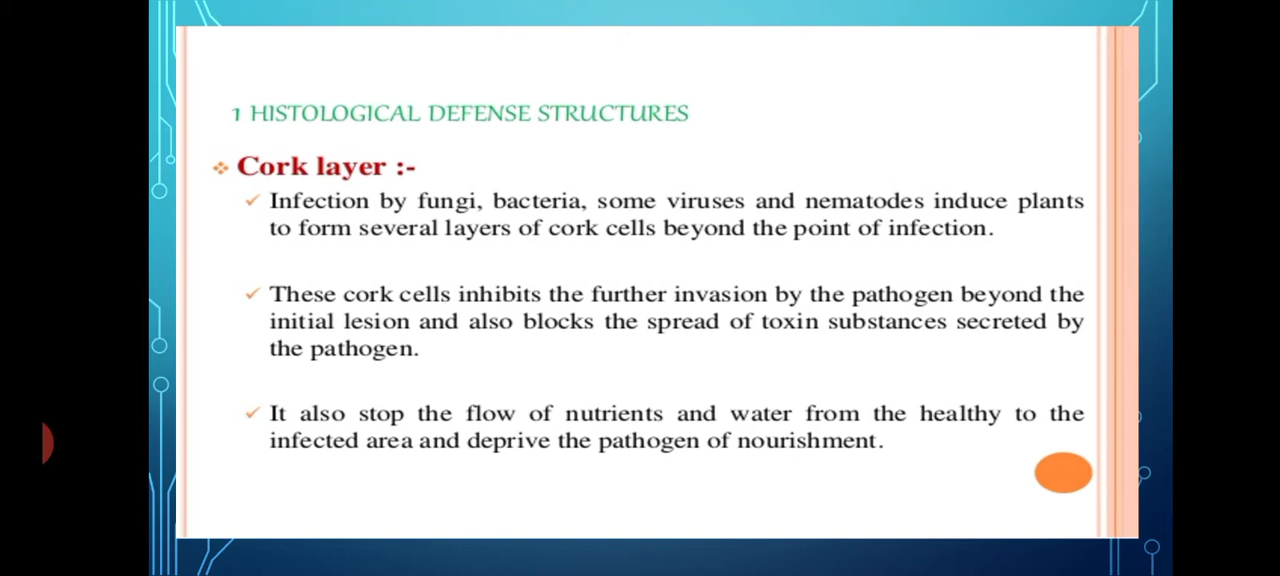 1 HISTOLOGICAL DEFENSE STRUCTURES
Cork layer :-
Infection by fungi, bacteria, some viruses and nematodes induce plants
to form several layers of cork cells beyond the point of infection.
These cork cells inhibits the further invasion by the pathogen beyond the
initial lesion and also blocks the spread of toxin substances secreted by
the pathogen.
It also stop the flow of nutrients and water from the healthy to the
infected area and deprive the pathogen of nourishment.